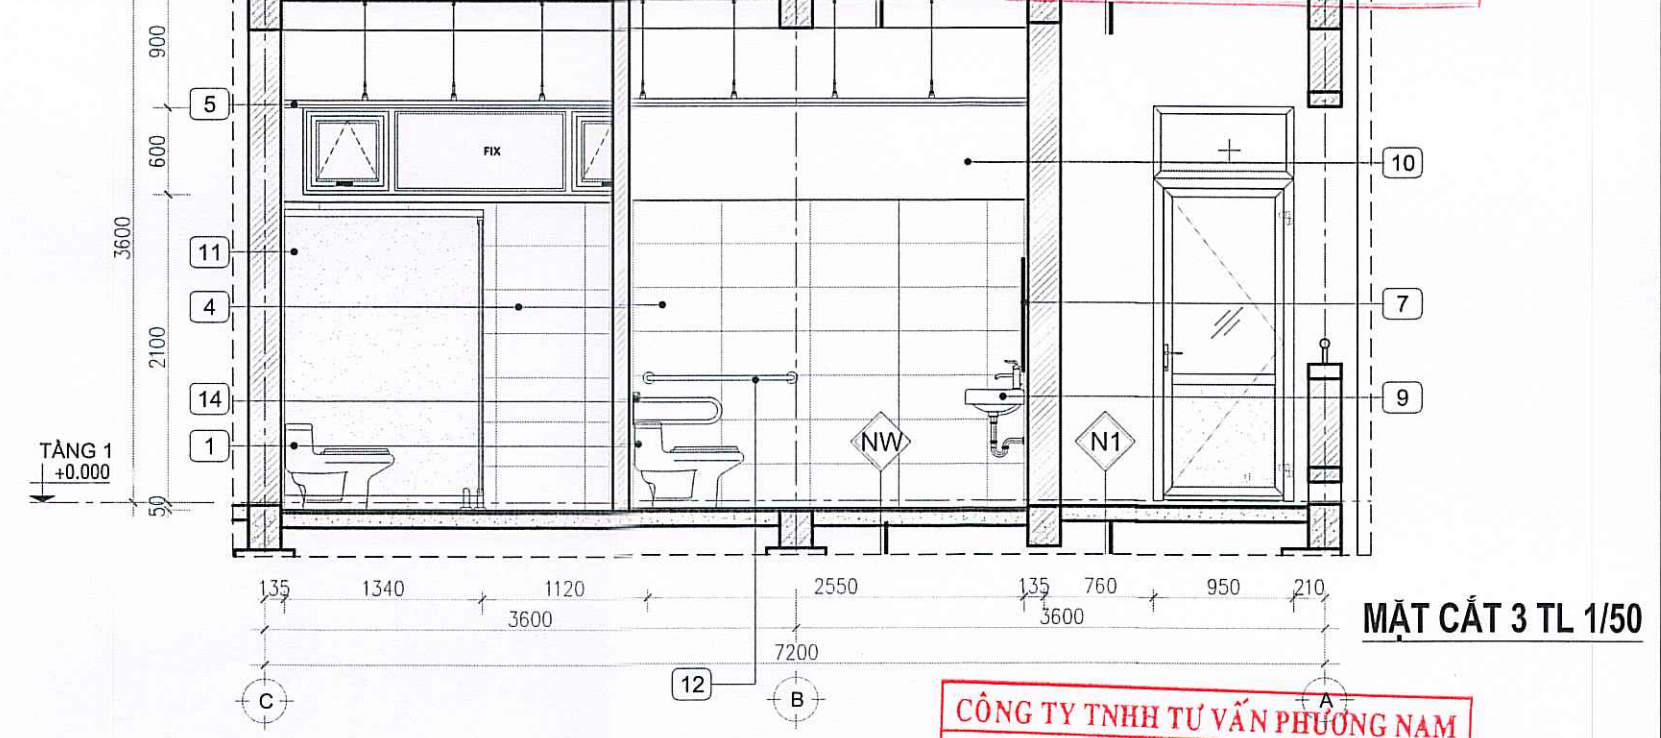 900
5
600
FIX
10
3600
11
4
7
2100
14
9
1
NW
N1
TẦNG 1
+0.000
50
135 1340 1120 2550 135 760 950 210
3600 3600
MẶT CẮT 3 TL 1/50
7200
12
C B A
CÔNG TY TNHH TƯ VẤN PHƯƠNG NAM